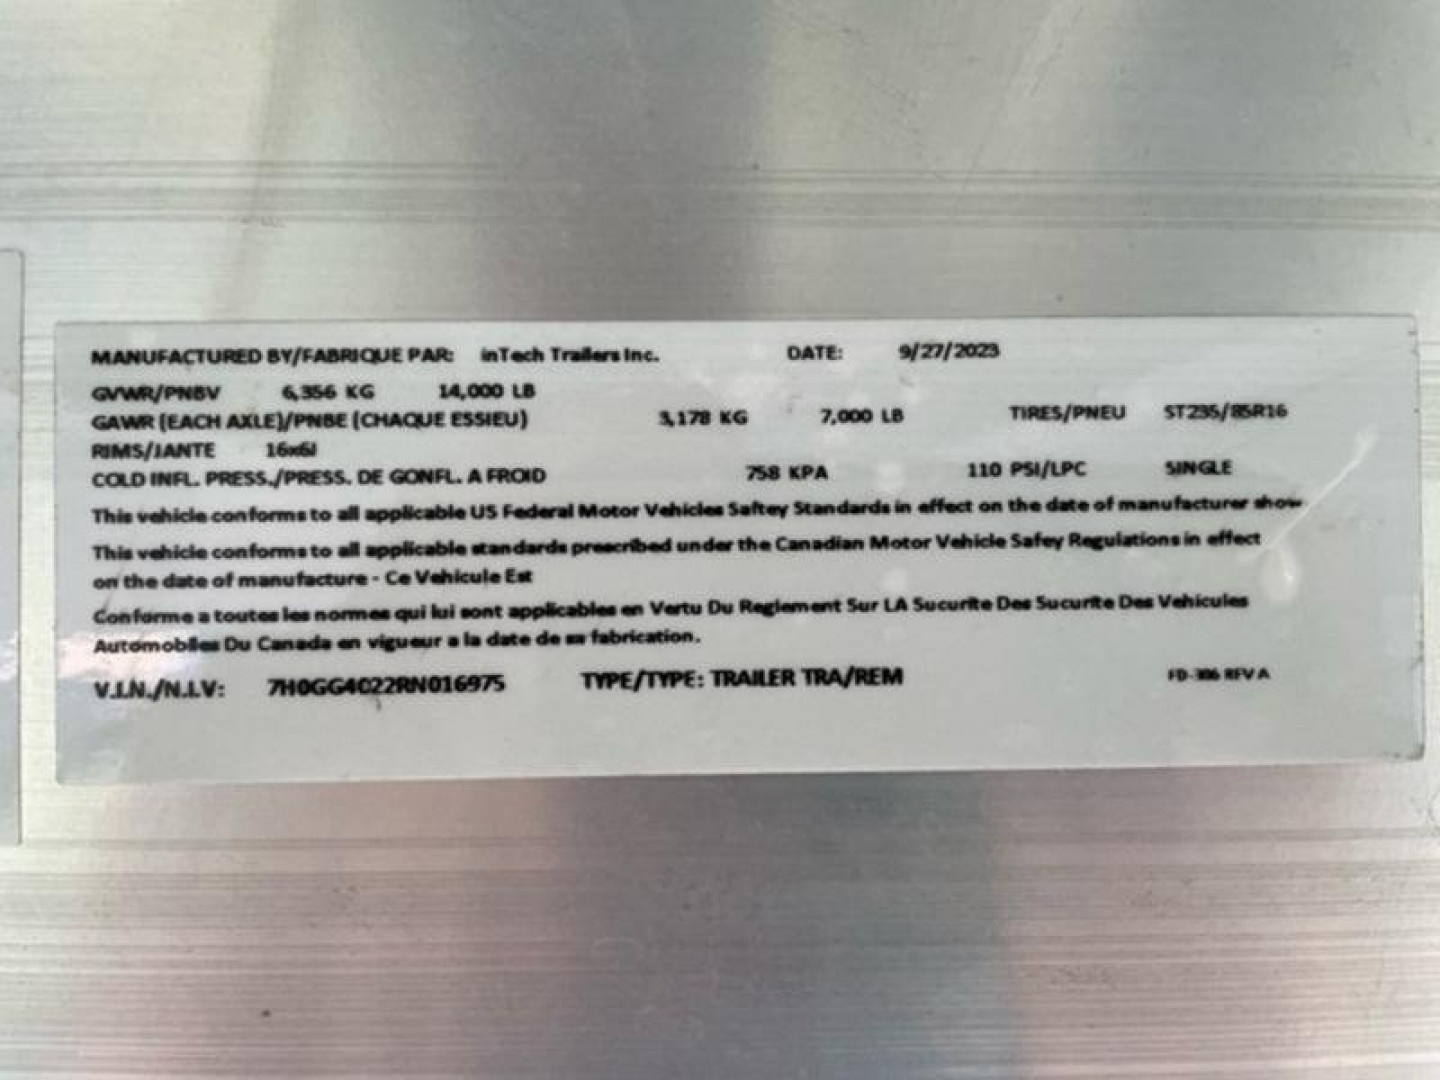 MANUFACTURED BY/FABRIQUE PAR: inTech Trailers Inc. DATE: 9/27/2023
GVWR/PNBV 6,356 KG 14,000 LB
GAWR (EACH AXLE)/PNBE (CHAQUE ESSIEU) 3,178 KG 7,000 LB TIRES/PNEU ST235/85R16
RIMS/JANTE 16x6J
COLD INFL. PRESS./PRESS. DE GONFL. A FROID 758 KPA 110 PSI/LPC SINGLE
This vehicle conforms to all applicable US Federal Motor Vehicles Saftey Standards in effect on the date of manufacturer show
This vehicle conforms to all applicable standards prescribed under the Canadian Motor Vehicle Safey Regulations in effect
on the date of manufacture - Ce Vehicule Est
Conforme a toutes les normes qui lui sont applicables en Vertu Du Reglement Sur LA Sucurite Des Sucurite Des Vehicules
Automobiles Du Canada en vigueur a la date de sa fabrication.
V.I.N./N.I.V: 7H0GG4022RN016975 TYPE/TYPE: TRAILER TRA/REM FD-306 REV A